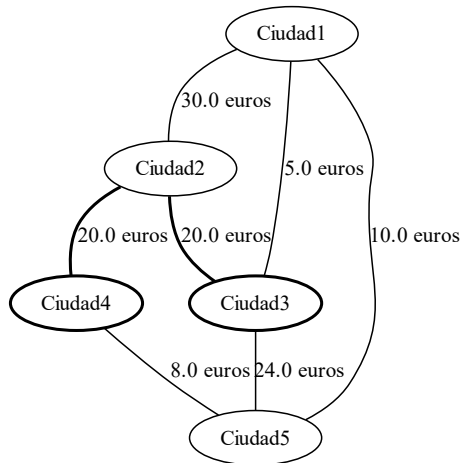 Ciudad1
30.0 euros
5.0 euros
Ciudad2
20.0 euros
20.0 euros
10.0 euros
Ciudad4
Ciudad3
8.0 euros
24.0 euros
Ciudad5